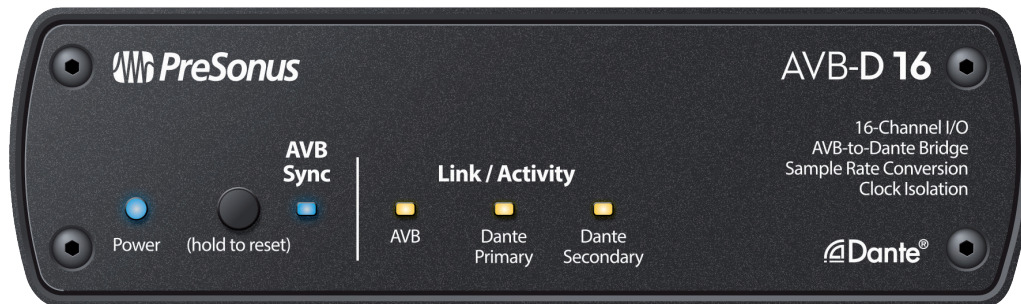 PreSonus
AVB-D 16
16-Channel I/O
AVB-to-Dante Bridge
Sample Rate Conversion
Clock Isolation
AVB
Sync
Link / Activity
Power
(hold to reset)
AVB
Dante
Primary
Dante
Secondary
Dante®